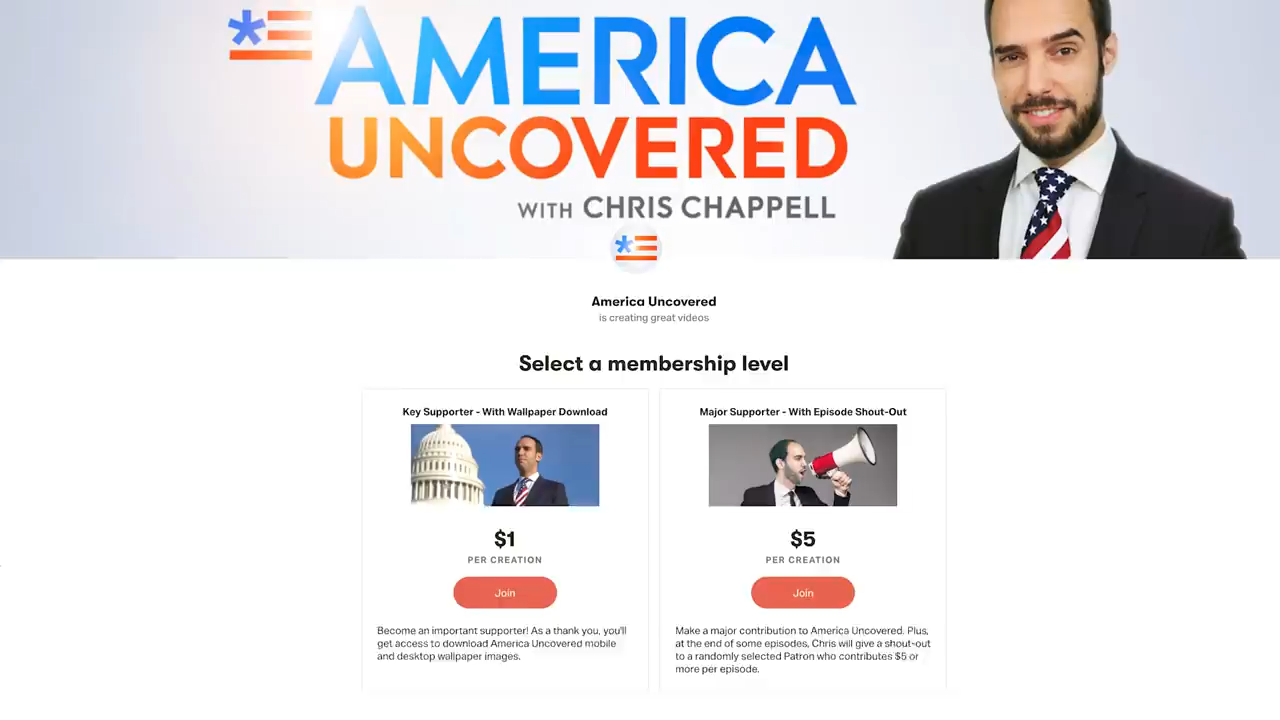 AMERICA
UNCOVERED
WITH CHRIS CHAPPELL
America Uncovered
is creating great videos
Select a membership level
Key Supporter - With Wallpaper Download
$1
PER CREATION
Join
Become an important supporter! As a thank you, you'll
get access to download America Uncovered mobile
and desktop wallpaper images.
Major Supporter - With Episode Shout-Out
$5
PER CREATION
Join
Make a major contribution to America Uncovered. Plus,
at the end of some episodes, Chris will give a shout-out
to a randomly selected Patron who contributes $5 or
more per episode.